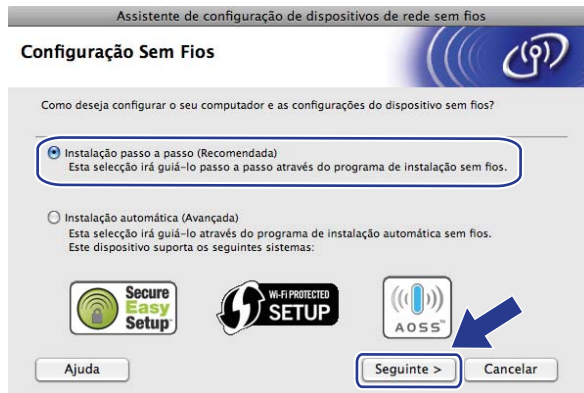 Assistente de configuração de dispositivos de rede sem fios
Configuração Sem Fios
Como deseja configurar o seu computador e as configurações do dispositivo sem fios?
Instalação passo a passo (Recomendada)
Esta selecção irá guiá-lo passo a passo através do programa de instalação sem fios.
Instalação automática (Avançada)
Esta selecção irá guiá-lo através do programa de instalação automática sem fios.
Este dispositivo suporta os seguintes sistemas:
Secure
Easy
Setup
Wi-Fi PROTECTED
SETUP
AOSS™
Ajuda
Seguinte >
Cancelar